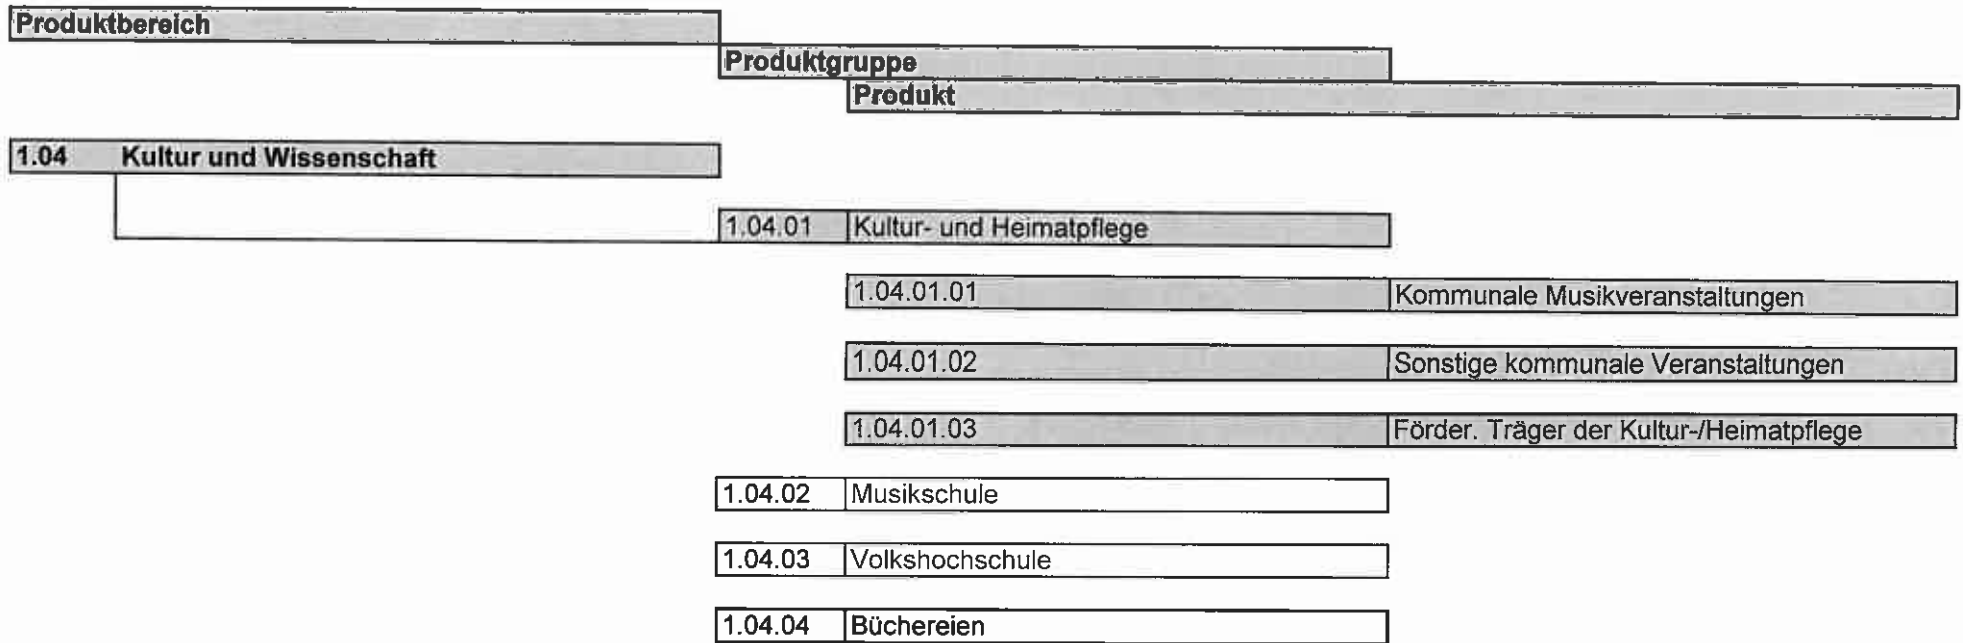 Produktbereich
Produktgruppe
Produkt
1.04 Kultur und Wissenschaft
1.04.01 Kultur- und Heimatpflege
1.04.01.01 Kommunale Musikveranstaltungen
1.04.01.02 Sonstige kommunale Veranstaltungen
1.04.01.03 Förder. Träger der Kultur-/Heimatpflege
1.04.02 Musikschule
1.04.03 Volkshochschule
1.04.04 Büchereien